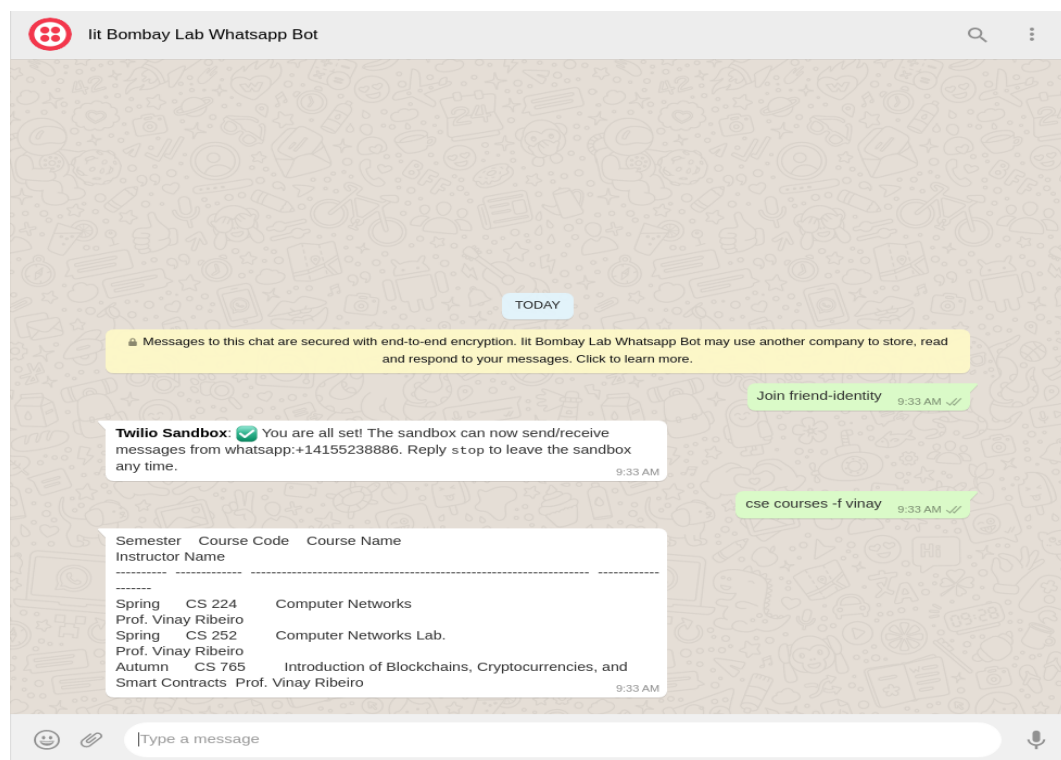 Iit Bombay Lab Whatsapp Bot
TODAY
Messages to this chat are secured with end-to-end encryption. Iit Bombay Lab Whatsapp Bot may use another company to store, read
and respond to your messages. Click to learn more.
Join friend-identity 9:33 AM
Twilio Sandbox: ✅ You are all set! The sandbox can now send/receive
messages from whatsapp:+14155238886. Reply stop to leave the sandbox
any time. 9:33 AM
cse courses -f vinay 9:33 AM
Semester Course Code Course Name
Instructor Name
---------- ------------- ------------------------------------------------------------------ ------------
-------
Spring CS 224 Computer Networks
Prof. Vinay Ribeiro
Spring CS 252 Computer Networks Lab.
Prof. Vinay Ribeiro
Autumn CS 765 Introduction of Blockchains, Cryptocurrencies, and
Smart Contracts Prof. Vinay Ribeiro 9:33 AM
Type a message